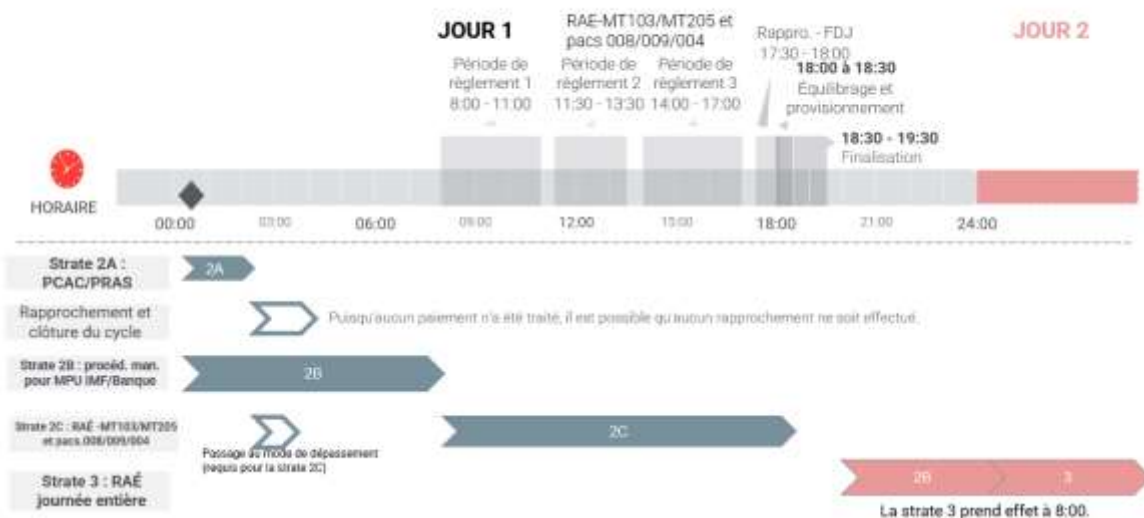 JOUR 1
RAE-MT103/MT205 et
pacs 008/009/004
Rappro. - FDJ
17:30 - 18:00
JOUR 2
Période de
règlement 1
8:00 - 11:00
Période de
règlement 2
11:30 - 13:30
Période de
règlement 3
14:00 - 17:00
18:00 à 18:30
Équilibrage et
provisionnement
18:30 - 19:30
Finalisation
HORAIRE
00:00
03:00
06:00
09:00
12:00
15:00
18:00
21:00
24:00
Strate 2A :
PCAC/PRAS
2A
Rapprochement et
clôture du cycle
Puisqu'aucun paiement n'a été traité, il est possible qu'aucun rapprochement ne soit effectué.
Strate 2B : procéd. man.
pour MPU IMF/Banque
2B
Strate 2C : RAÉ -MT103/MT205
et pacs 008/009/004
Passage au mode de dépassement
(requis pour la strate 2C)
2C
Strate 3 : RAÉ
journée entière
2B
3
La strate 3 prend effet à 8:00.